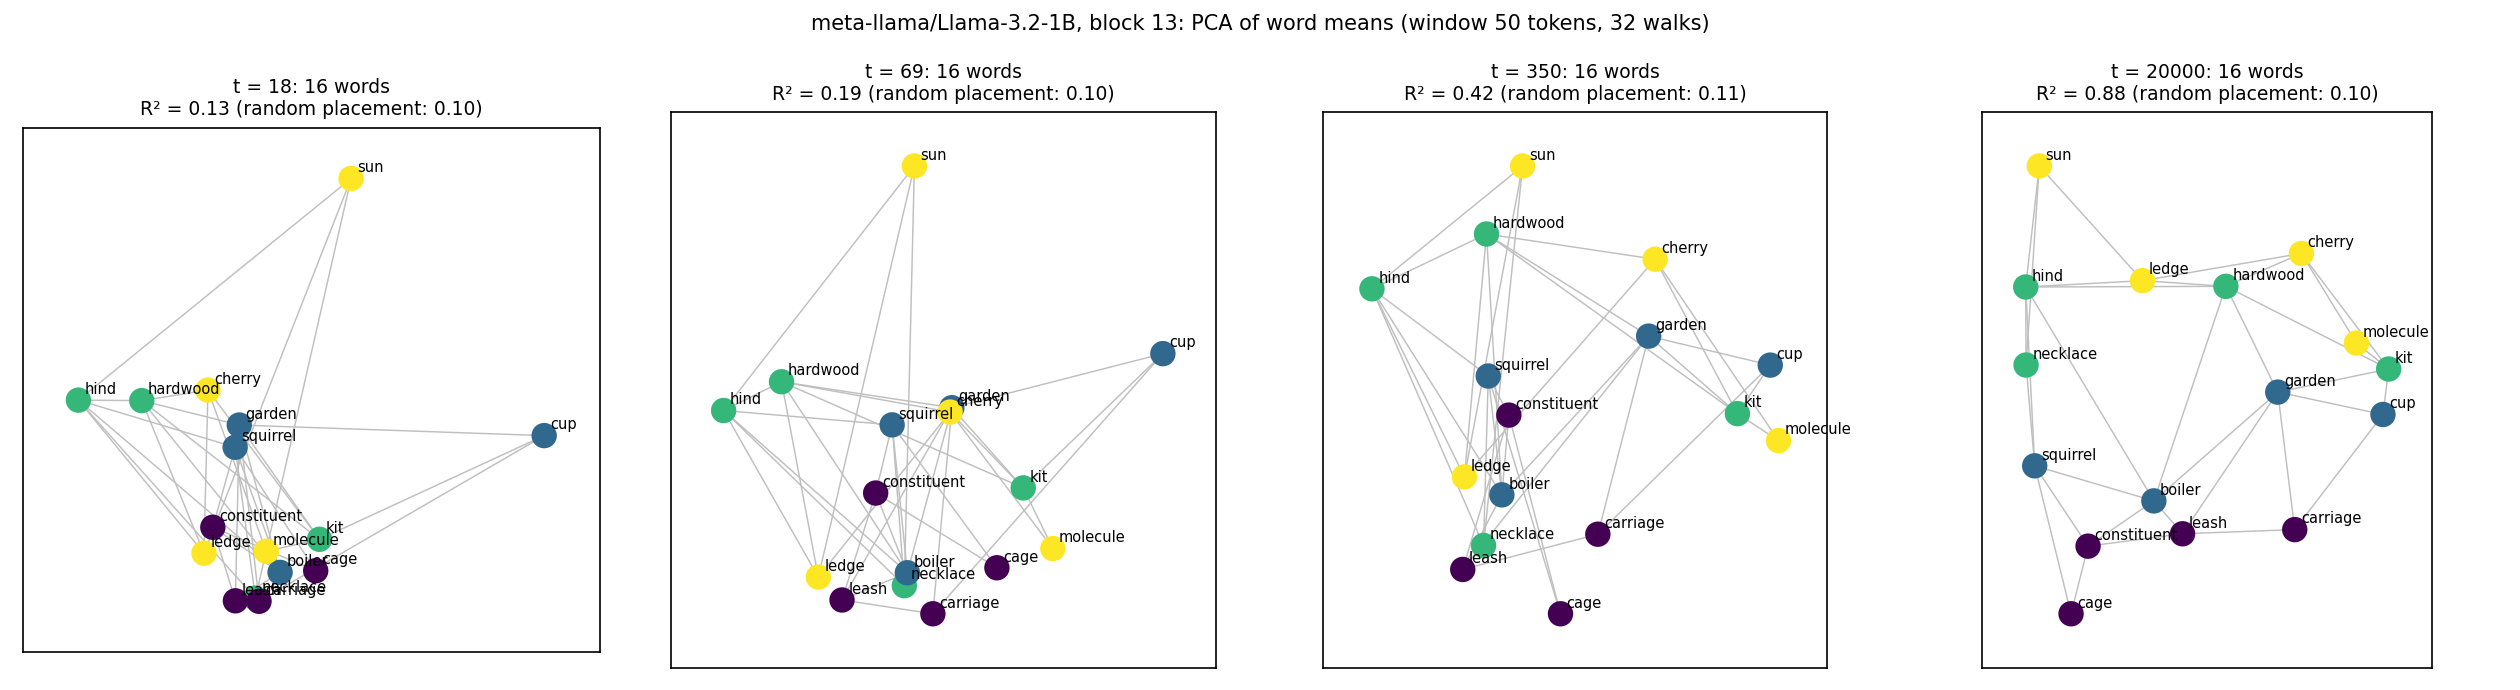 meta-llama/Llama-3.2-1B, block 13: PCA of word means (window 50 tokens, 32 walks)
t = 18: 16 words
R² = 0.13 (random placement: 0.10)
sun
hind
hardwood
cherry
garden
squirrel
cup
constituent
ledge
kit
molecule
boiler
cage
leash
necklace
carriage
t = 69: 16 words
R² = 0.19 (random placement: 0.10)
sun
cup
hardwood
hind
garden
cherry
squirrel
constituent
kit
molecule
ledge
boiler
cage
necklace
leash
carriage
t = 350: 16 words
R² = 0.42 (random placement: 0.11)
sun
hardwood
cherry
hind
garden
squirrel
cup
constituent
kit
molecule
ledge
boiler
carriage
necklace
leash
cage
t = 20000: 16 words
R² = 0.88 (random placement: 0.10)
sun
cherry
ledge
hardwood
hind
molecule
necklace
kit
garden
cup
squirrel
boiler
carriage
leash
constituent
cage